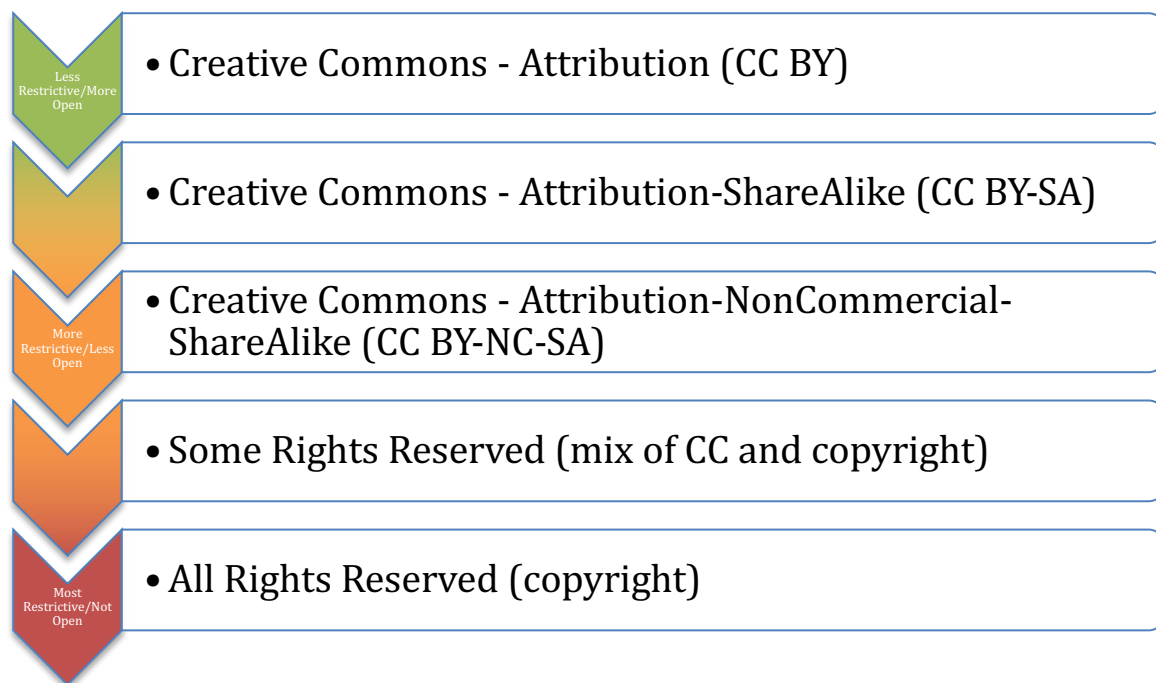 Less
Restrictive/More
Open
• Creative Commons - Attribution (CC BY)
• Creative Commons - Attribution-ShareAlike (CC BY-SA)
More
Restrictive/Less
Open
• Creative Commons - Attribution-NonCommercial-
ShareAlike (CC BY-NC-SA)
• Some Rights Reserved (mix of CC and copyright)
Most
Restrictive/Not
Open
• All Rights Reserved (copyright)